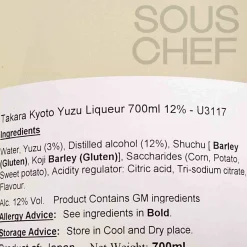 SOUS
CHEF
Takara Kyoto Yuzu Liqueur 700ml 12% - U3117
Ingredients
Water, Yuzu (3%), Distilled alcohol (12%), Shuchu [ Barley
(Gluten), Koji Barley (Gluten)], Saccharides (Corn, Potato,
Sweet potato), Acidity regulator: Citric acid, Tri-sodium citrate,
Flavour.
Alc. 12% Vol. Product Contains GM ingredients
Allergy Advice: See ingredients in Bold.
Storage Advice: Store in Cool and Dry place.
Product of: Japan Net Weight: 700ml